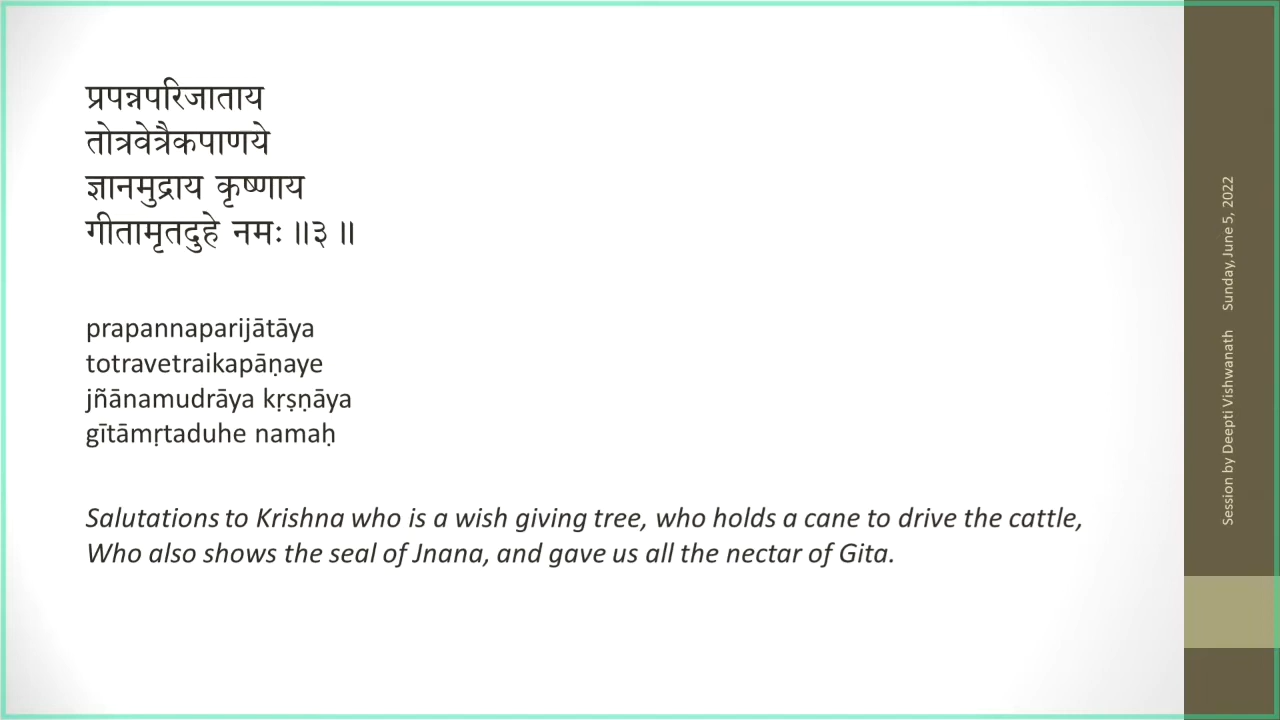 प्रपन्नपरिजाताय
तोत्रवेत्रैकपाणये
ज्ञानमुद्राय कृष्णाय
गीतामृतदुहे नमः ॥३ ॥
prapannaparijātāya
totravetraikapāṇaye
jñānamudrāya kṛṣṇāya
gītāmṛtaduhe namaḥ
Salutations to Krishna who is a wish giving tree, who holds a cane to drive the cattle,
Who also shows the seal of Jnana, and gave us all the nectar of Gita.
Session by Deepti Vishwanath Sunday, June 5, 2022